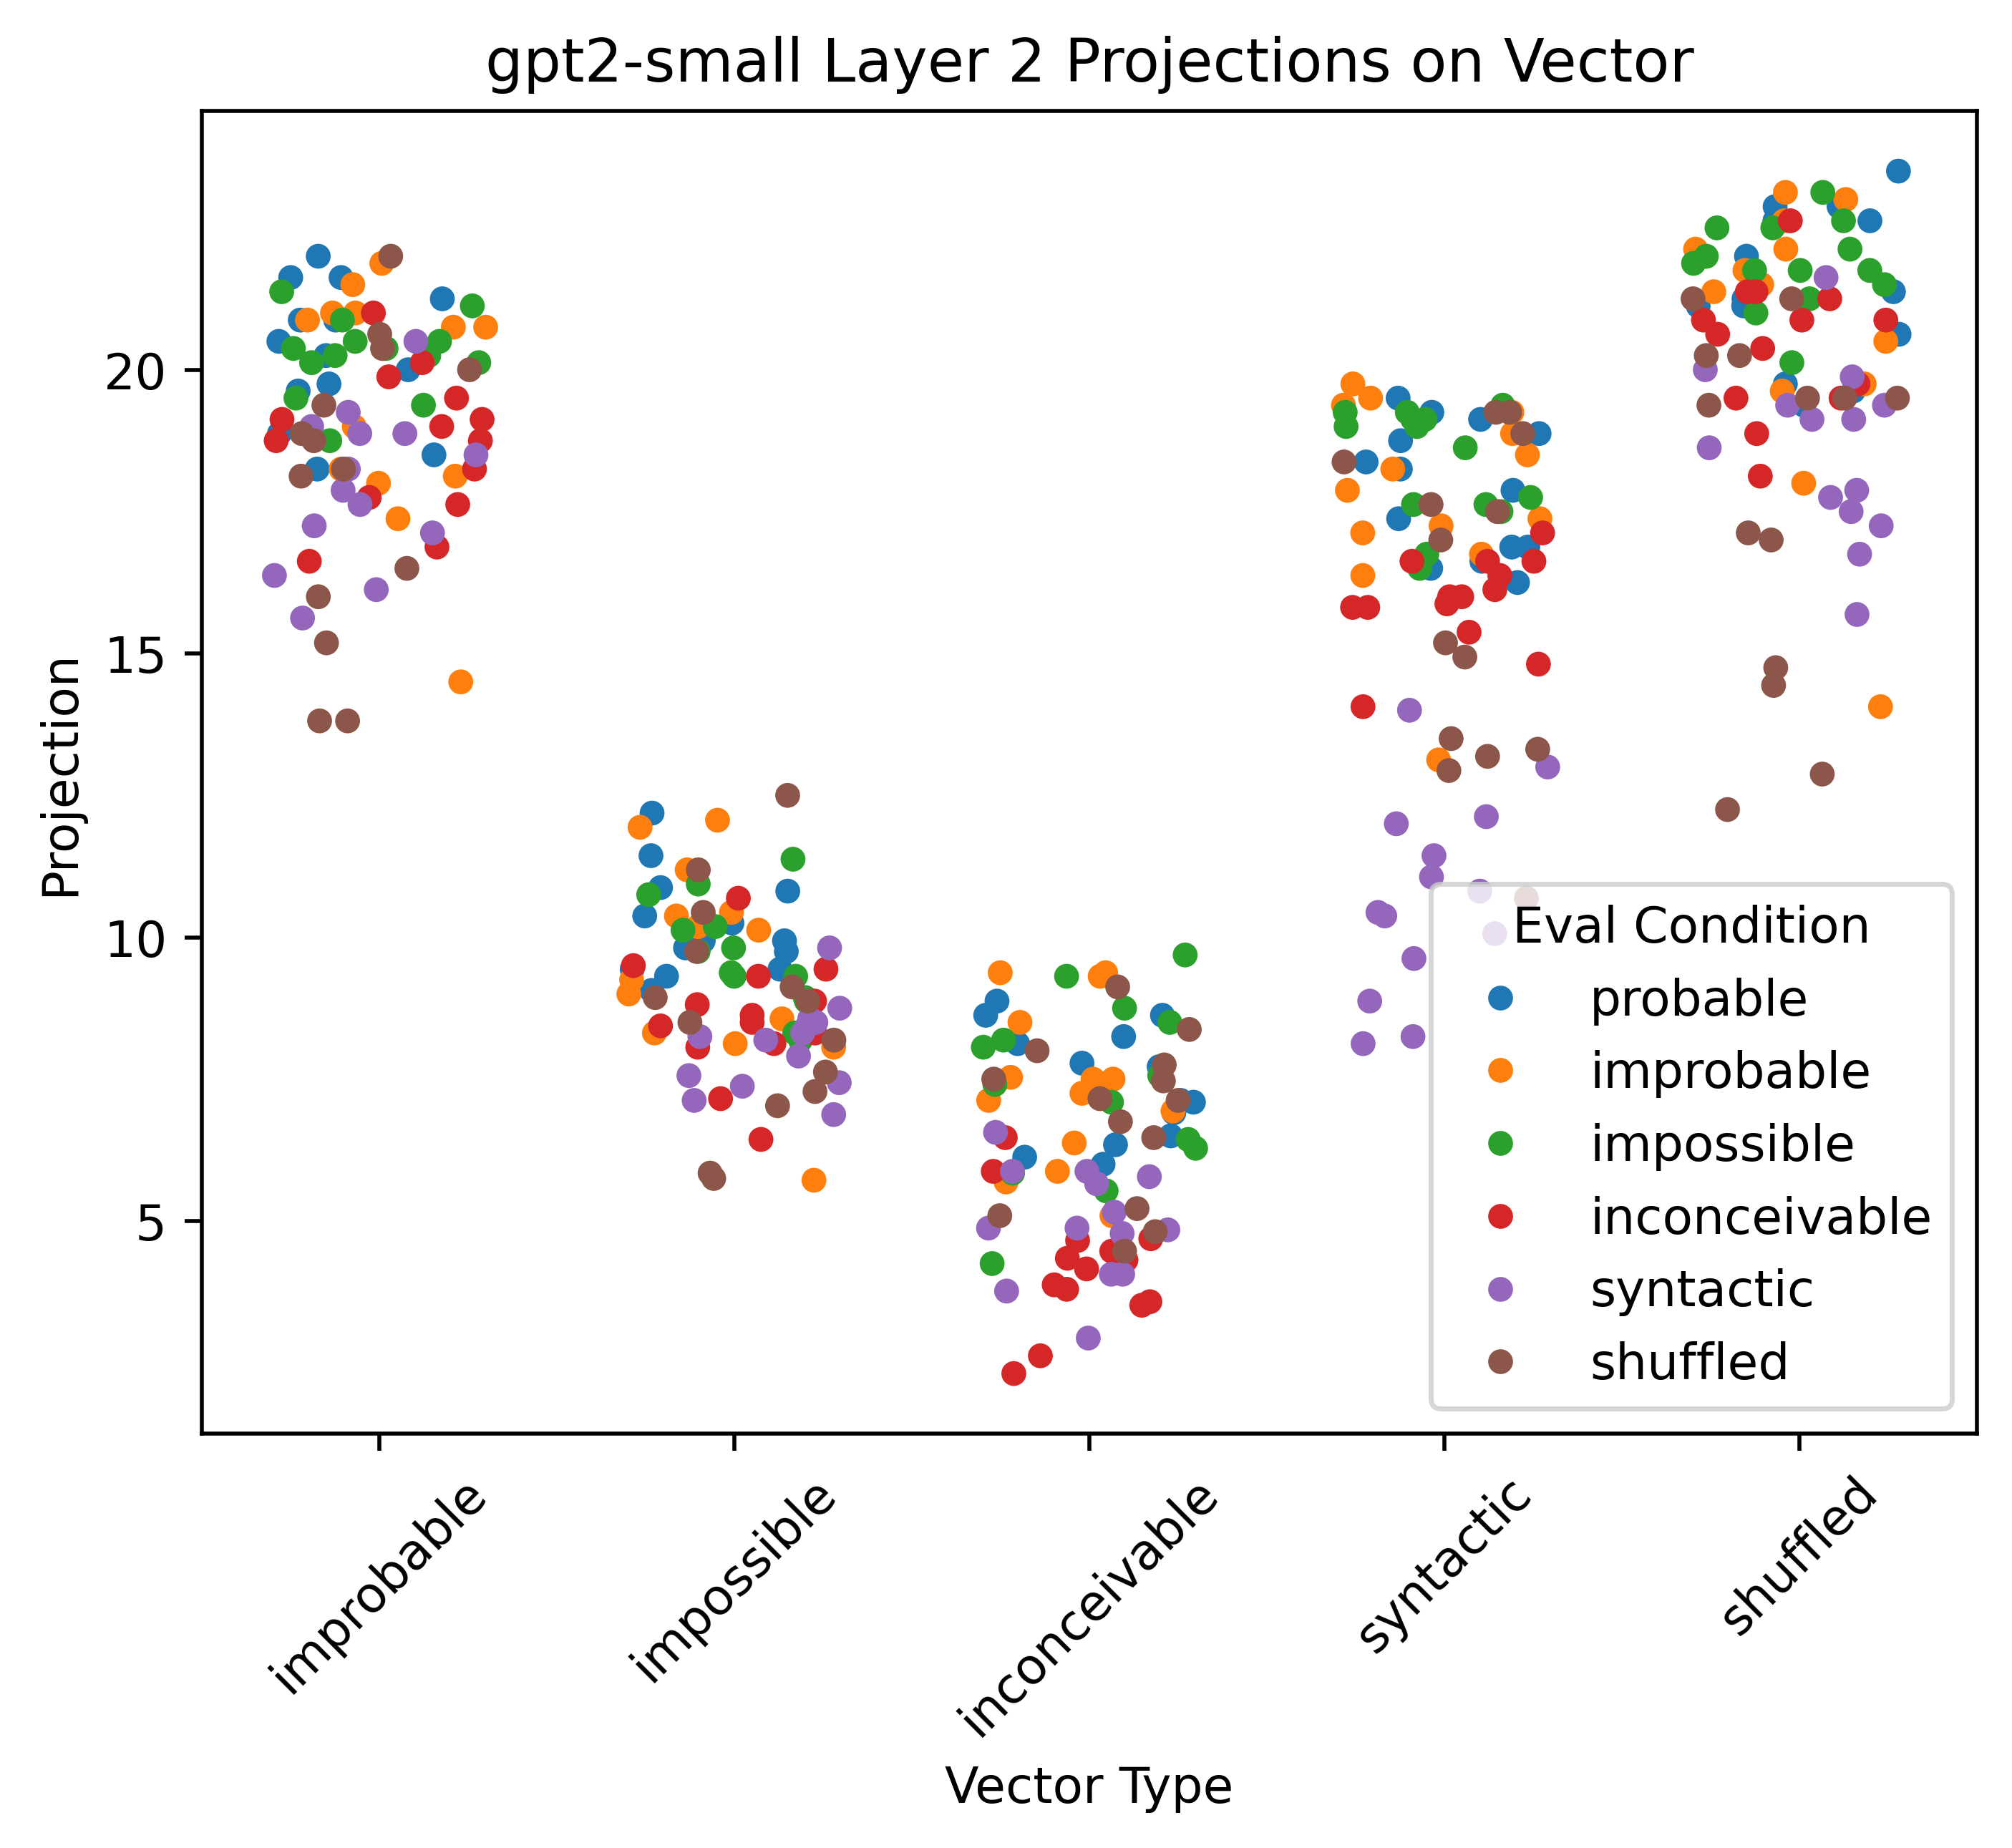 gpt2-small Layer 2 Projections on Vector
Projection
20
15
10
5
Eval Condition
probable
improbable
impossible
inconceivable
syntactic
shuffled
improbable
impossible
inconceivable
syntactic
shuffled
Vector Type